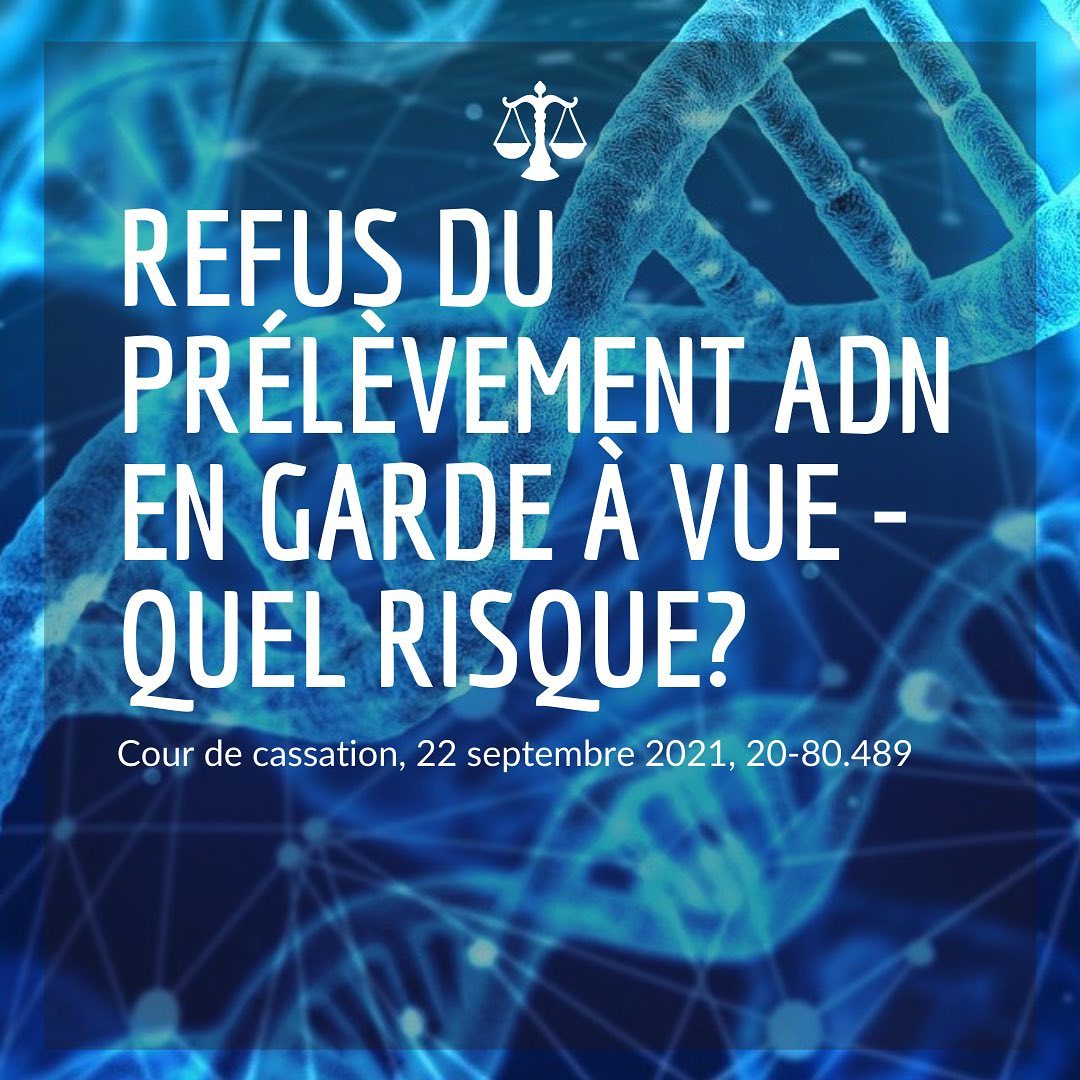 REFUS DU
PRÉLÈVEMENT ADN
EN GARDE À VUE -
QUEL RISQUE?
Cour de cassation, 22 septembre 2021, 20-80.489